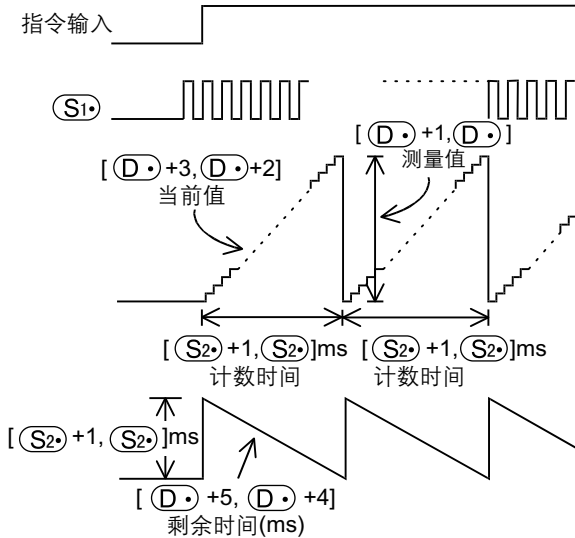 指令输入
S1•
[D• +1, D•]
测量值
[D• +3, D• +2]
当前值
[S2• +1, S2•]ms
计数时间
[S2• +1, S2•]ms
计数时间
[S2• +1, S2•]ms
[D• +5, D• +4]
剩余时间(ms)